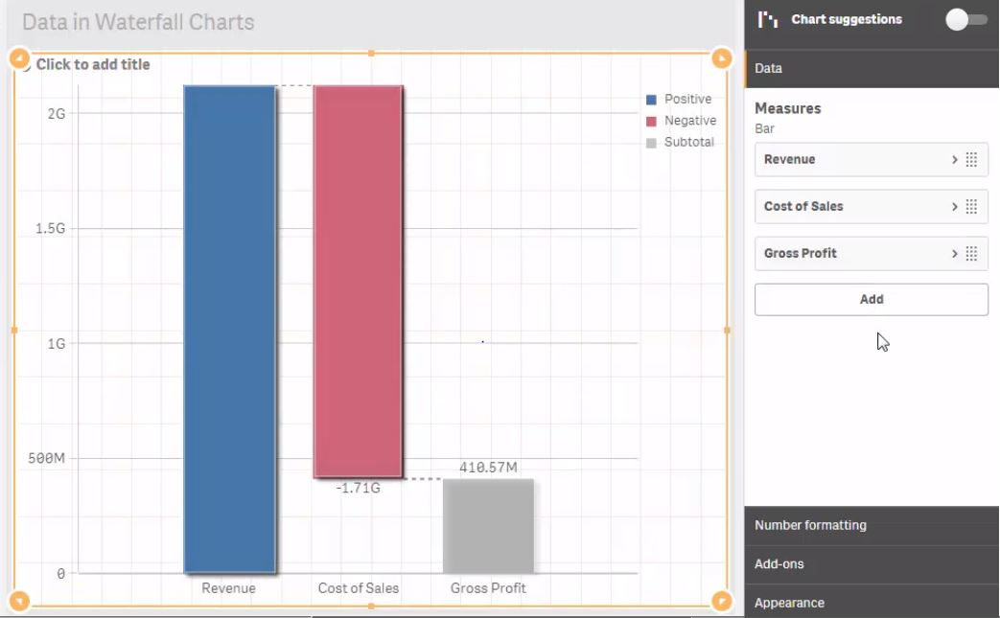 Data in Waterfall Charts
Click to add title
2G
1.5G
1G
500M
0
-1.71G
410.57M
Revenue
Cost of Sales
Gross Profit
Positive
Negative
Subtotal
Chart suggestions
Data
Measures
Bar
Revenue
Cost of Sales
Gross Profit
Add
Number formatting
Add-ons
Appearance